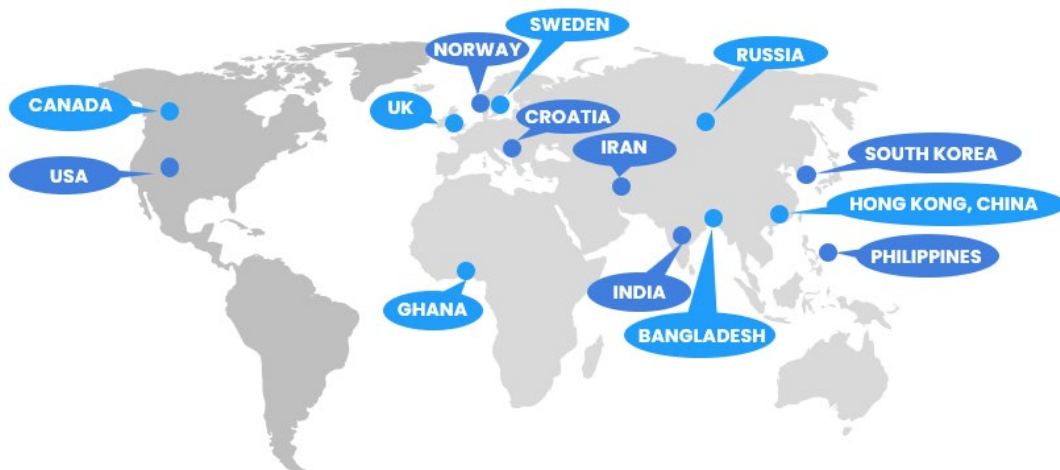 SWEDEN
NORWAY
RUSSIA
CANADA
UK
CROATIA
IRAN
SOUTH KOREA
USA
HONG KONG, CHINA
PHILIPPINES
INDIA
GHANA
BANGLADESH